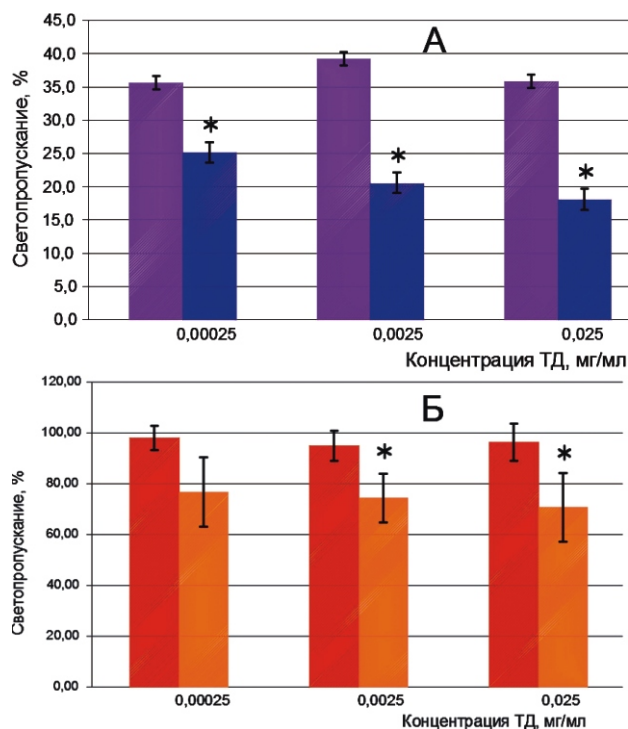 А
Светопропускание, %
45,0
40,0
35,0
30,0
25,0
20,0
15,0
10,0
5,0
0,0
* * *
0,00025 0,0025 0,025
Концентрация ТД, мг/мл
Б
Светопропускание, %
120,00
100,00
80,00
60,00
40,00
20,00
0,00
* *
0,00025 0,0025 0,025
Концентрация ТД, мг/мл